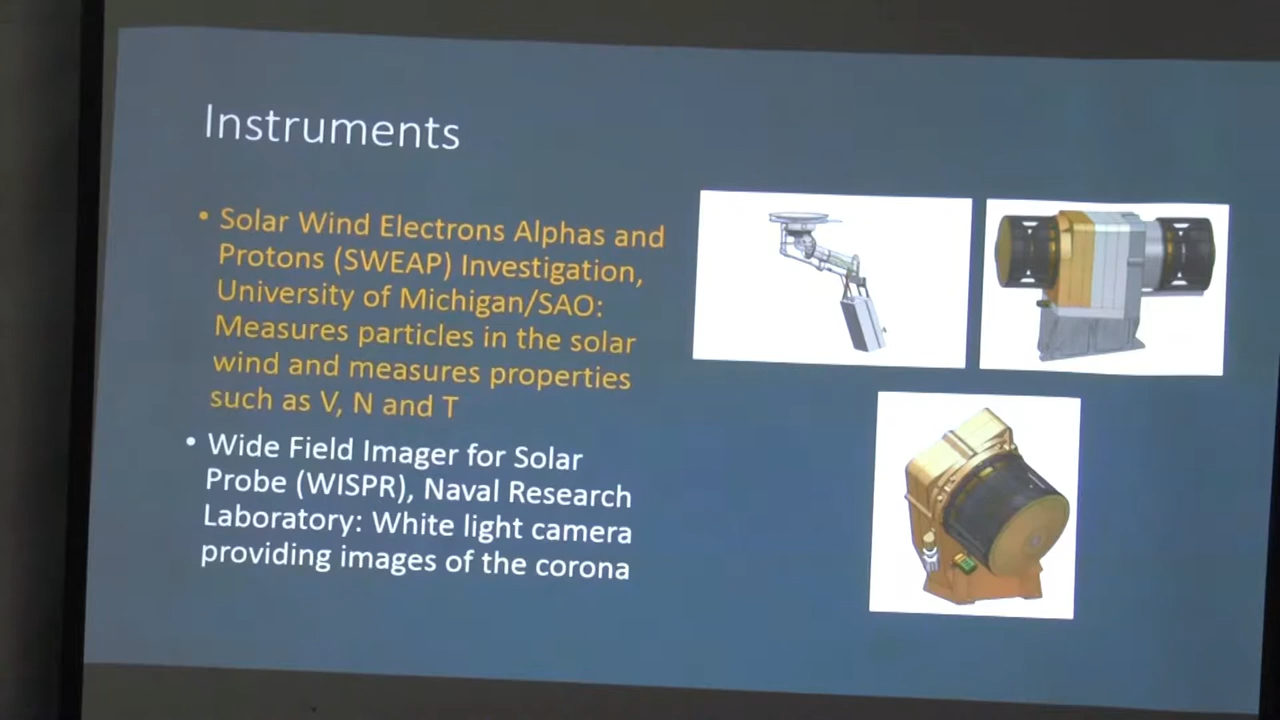 Instruments
• Solar Wind Electrons Alphas and
Protons (SWEAP) Investigation,
University of Michigan/SAO:
Measures particles in the solar
wind and measures properties
such as V, N and T
• Wide Field Imager for Solar
Probe (WISPR), Naval Research
Laboratory: White light camera
providing images of the corona